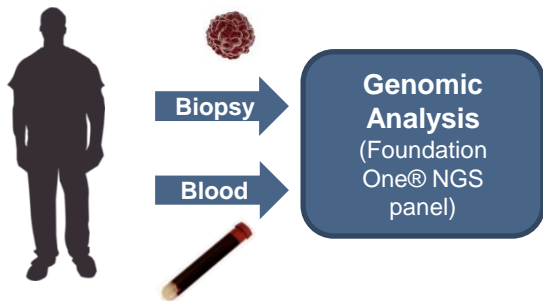 Biopsy
Blood
Genomic
Analysis
(Foundation
One® NGS
panel)